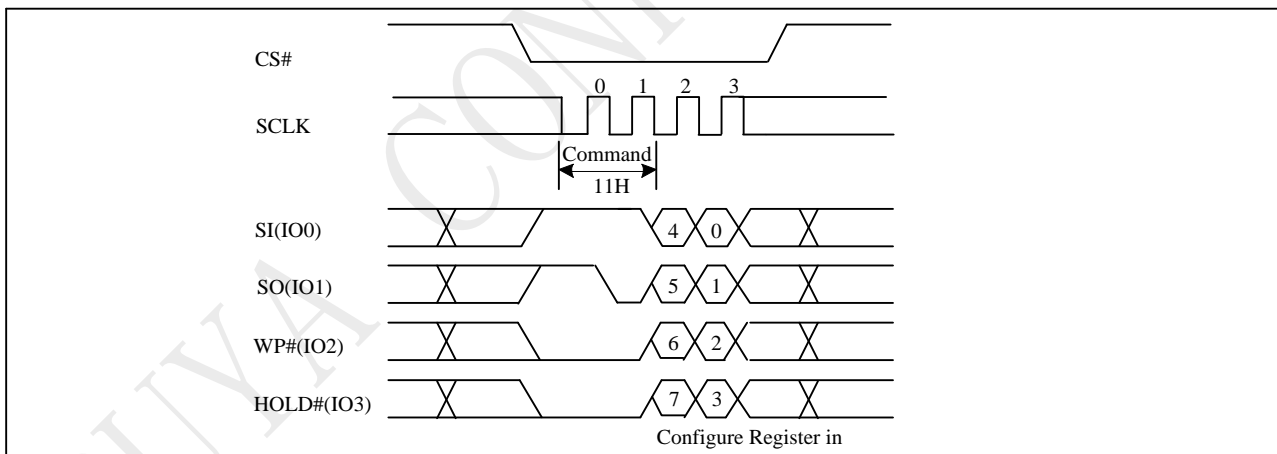 CS#
0 1 2 3
SCLK
Command
11H
SI(IO0) 4 0
SO(IO1) 5 1
WP#(IO2) 6 2
HOLD#(IO3) 7 3
Configure Register in